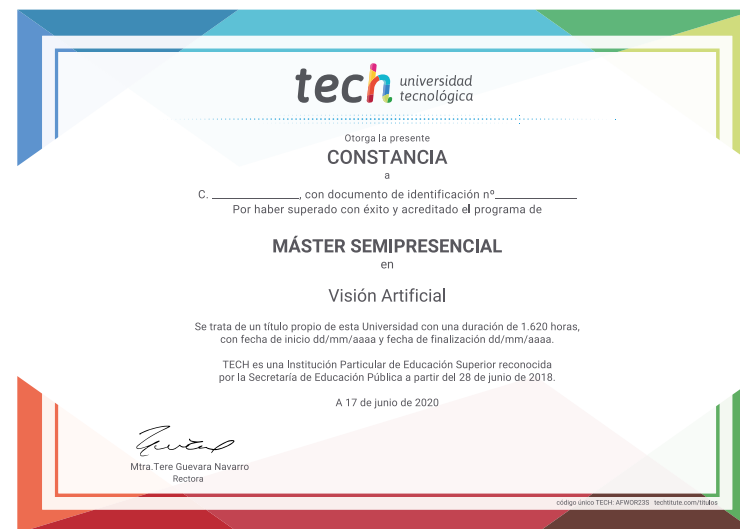 tech universidad
tecnológica
Otorga la presente
CONSTANCIA
a
C. ____________, con documento de identificación nº____________
Por haber superado con éxito y acreditado el programa de
MÁSTER SEMIPRESENCIAL
en
Visión Artificial
Se trata de un título propio de esta Universidad con una duración de 1.620 horas,
con fecha de inicio dd/mm/aaaa y fecha de finalización dd/mm/aaaa.
TECH es una Institución Particular de Educación Superior reconocida
por la Secretaría de Educación Pública a partir del 28 de junio de 2018.
A 17 de junio de 2020
Mtra.Tere Guevara Navarro
Rectora
código único TECH: AFWOR23S techtitute.com/titulos